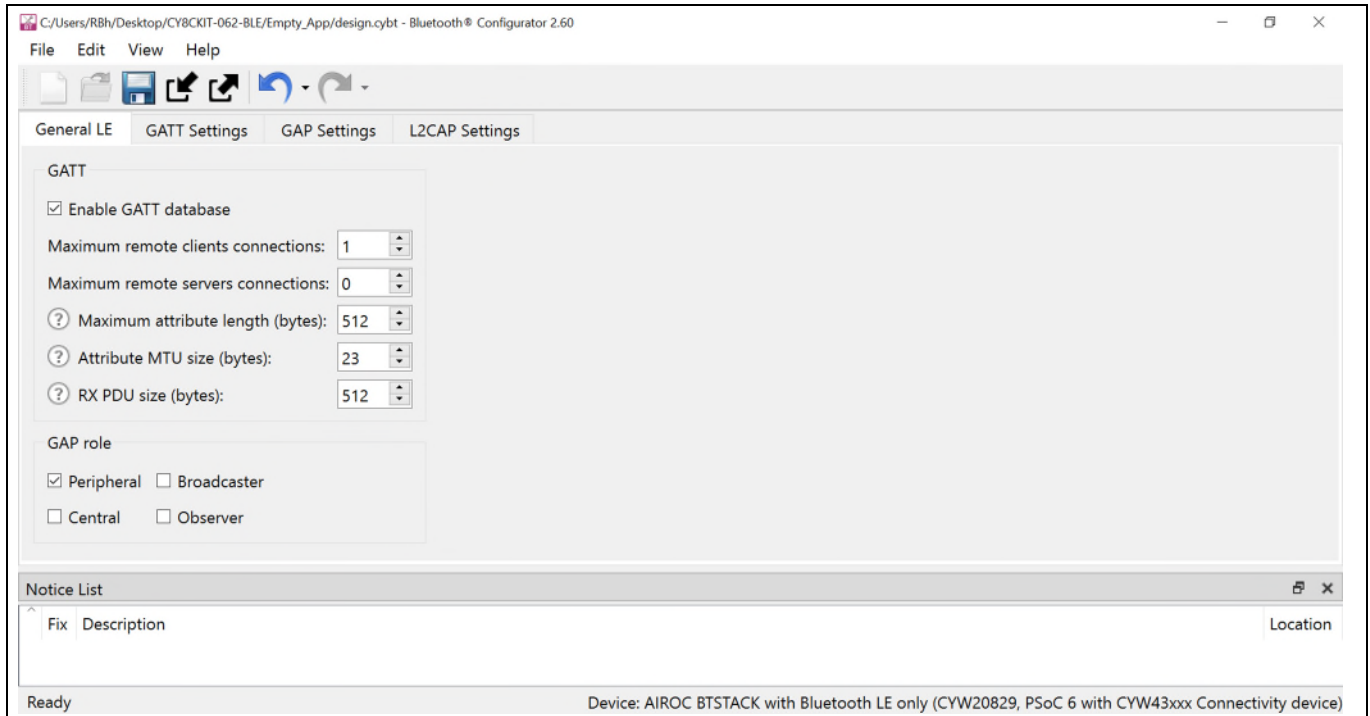 C:/Users/RBh/Desktop/CY8CKIT-062-BLE/Empty_App/design.cybt - Bluetooth® Configurator 2.60
File Edit View Help
General LE GATT Settings GAP Settings L2CAP Settings
GATT
Enable GATT database
Maximum remote clients connections: 1
Maximum remote servers connections: 0
? Maximum attribute length (bytes): 512
? Attribute MTU size (bytes): 23
? RX PDU size (bytes): 512
GAP role
Peripheral Broadcaster
Central Observer
Notice List
Fix Description Location
Ready Device: AIROC BTSTACK with Bluetooth LE only (CYW20829, PSoC 6 with CYW43xxx Connectivity device)